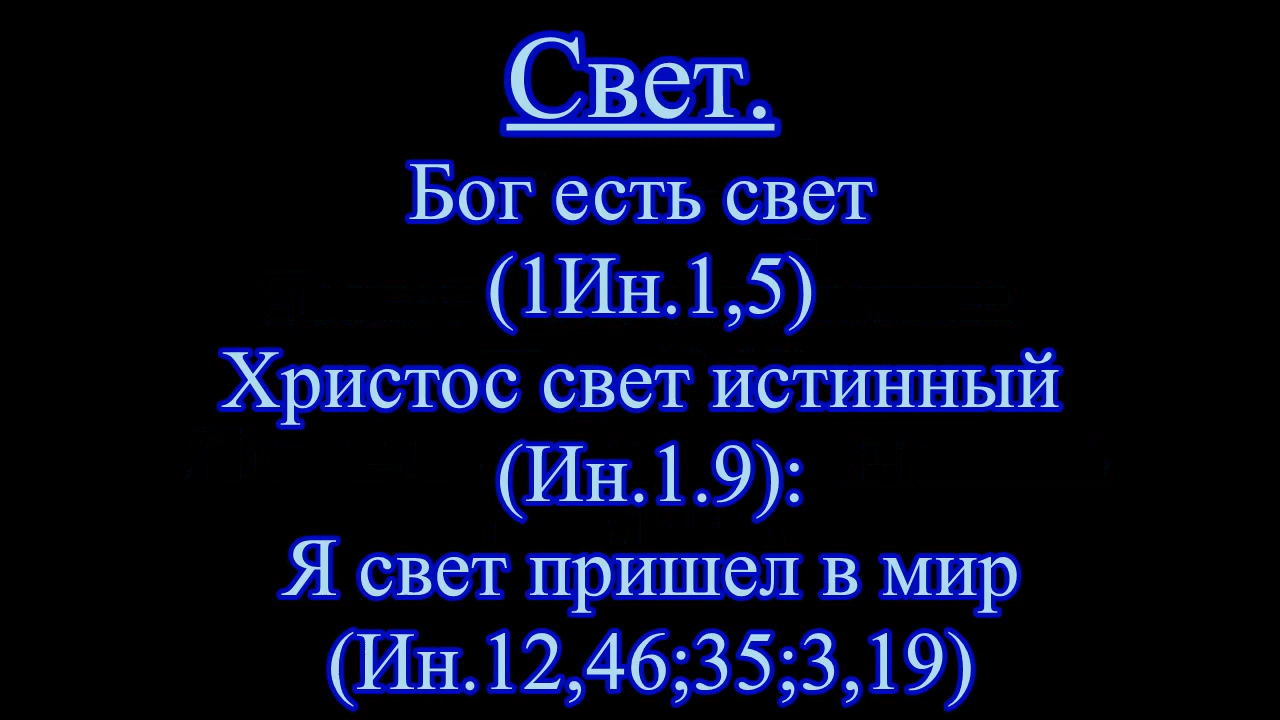 Свет.
Бог есть свет
(1Ин.1,5)
Христос свет истинный
(Ин.1.9):
Я свет пришел в мир
(Ин.12,46;35;3,19)